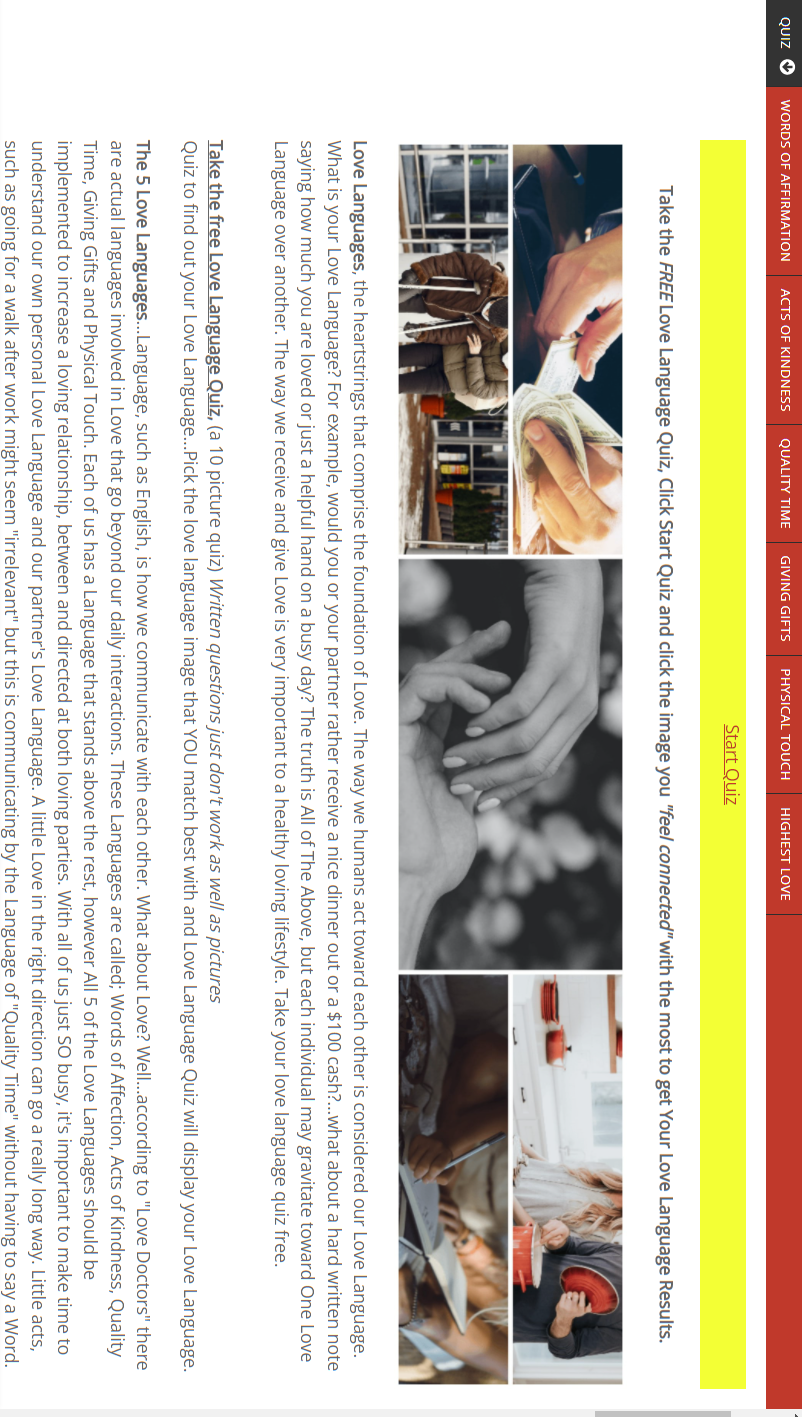 QUIZ
WORDS OF AFFIRMATION
ACTS OF KINDNESS
QUALITY TIME
GIVING GIFTS
PHYSICAL TOUCH
HIGHEST LOVE
Start Quiz
Take the FREE Love Language Quiz, Click Start Quiz and click the image you "feel connected" with the most to get Your Love Language Results.
Love Languages, the heartstrings that comprise the foundation of Love. The way we humans act toward each other is considered our Love Language.
What is your Love Language? For example, would you or your partner rather receive a nice dinner out or a $100 cash?...what about a hard written note
saying how much you are loved or just a helpful hand on a busy day? The truth is All of The Above, but each individual may gravitate toward One Love
Language over another. The way we receive and give Love is very important to a healthy loving lifestyle. Take your love language quiz free.
Take the free Love Language Quiz, (a 10 picture quiz) Written questions just don't work as well as pictures
Quiz to find out your Love Language...Pick the love language image that YOU match best with and Love Language Quiz will display your Love Language.
The 5 Love Languages...Language, such as English, is how we communicate with each other. What about Love? Well...according to "Love Doctors" there
are actual languages involved in Love that go beyond our daily interactions. These Languages are called; Words of Affection, Acts of Kindness, Quality
Time, Giving Gifts and Physical Touch. Each of us has a Language that stands above the rest, however All 5 of the Love Languages should be
implemented to increase a loving relationship, between and directed at both loving parties. With all of us just SO busy, it's important to make time to
understand our own personal Love Language and our partner's Love Language. A little Love in the right direction can go a really long way. Little acts,
such as going for a walk after work might seem "irrelevant" but this is communicating by the Language of "Quality Time" without having to say a Word.